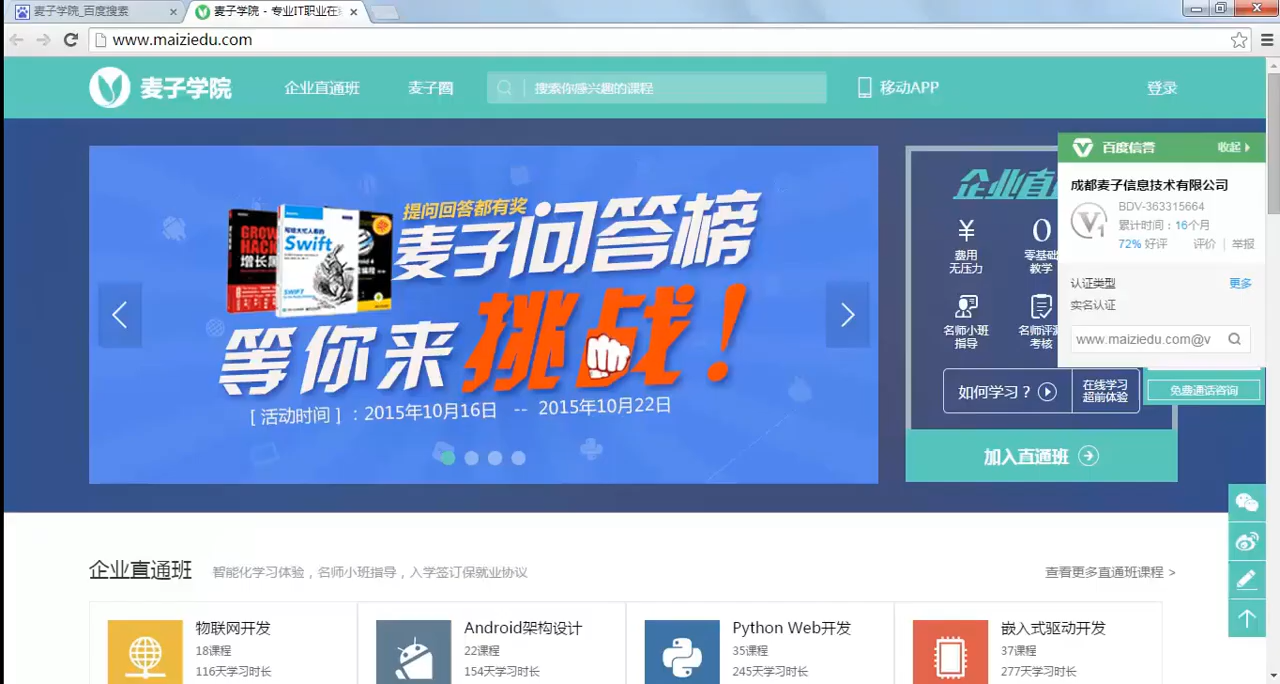 麦子学院_百度搜索
麦子学院 - 专业IT职业在
www.maiziedu.com
麦子学院
企业直通班
麦子圈
搜索你感兴趣的课程
移动APP
登录
提问回答都有奖
麦子问答榜
等你来挑战！
[ 活动时间 ] ：2015年10月16日 -- 2015年10月22日
Swift
企业直
¥
费用
无压力
0
零基础
教学
名师小班
指导
名师评测
考核
如何学习？
在线学习
超前体验
加入直通班
百度信誉
收起
成都麦子信息技术有限公司
BDV-363315664
累计时间：16个月
72% 好评
评价 | 举报
认证类型
更多
实名认证
www.maiziedu.com@v
免费通话咨询
企业直通班
智能化学习体验，名师小班指导，入学签订保就业协议
查看更多直通班课程 >
物联网开发
18课程
116天学习时长
Android架构设计
22课程
154天学习时长
Python Web开发
35课程
245天学习时长
嵌入式驱动开发
37课程
277天学习时长